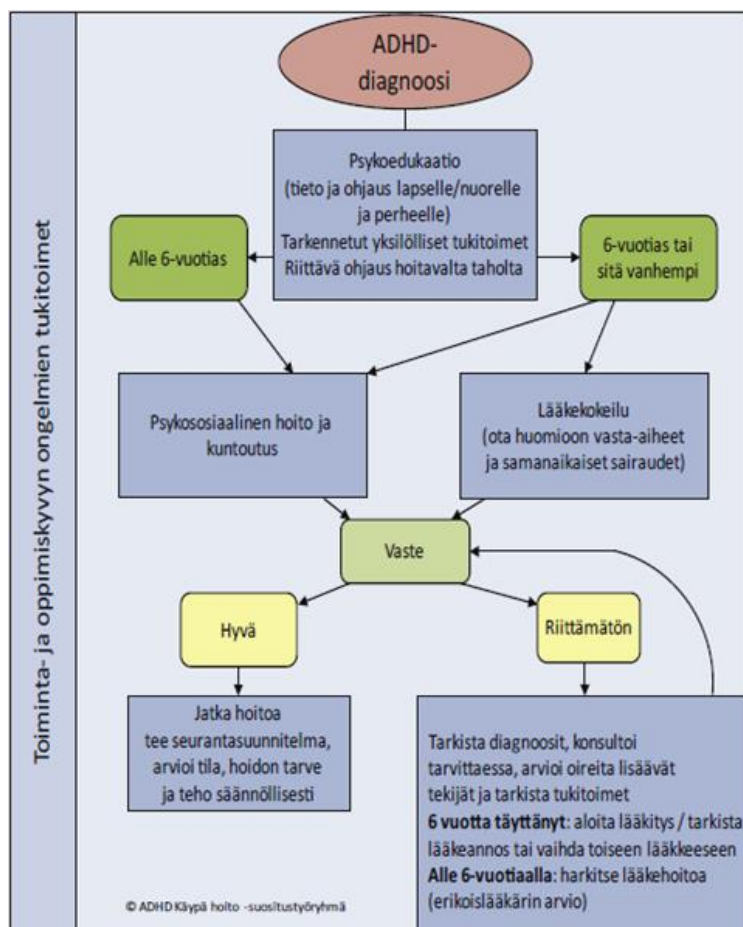 Toiminta- ja oppimiskyvyn ongelmien tukitoimet
ADHD-
diagnoosi
Psykoedukaatio
(tieto ja ohjaus lapselle/nuorelle
ja perheelle)
Tarkennetut yksilölliset tukitoimet
Riittävä ohjaus hoitavalta taholta
Alle 6-vuotias
6-vuotias tai
sitä vanhempi
Psykososiaalinen hoito ja
kuntoutus
Lääkekokeilu
(ota huomioon vasta-aiheet
ja samanaikaiset sairaudet)
Vaste
Hyvä
Riittämätön
Jatka hoitoa
tee seurantasuunnitelma,
arvioi tila, hoidon tarve
ja teho säännöllisesti
Tarkista diagnoosit, konsultoi
tarvittaessa, arvioi oireita lisäävät
tekijät ja tarkista tukitoimet
6 vuotta täyttänyt: aloita lääkitys / tarkista
lääkeannos tai vaihda toiseen lääkkeeseen
Alle 6-vuotiaalla: harkitse lääkehoitoa
(erikoislääkärin arvio)
© ADHD Käypä hoito -suositustyöryhmä